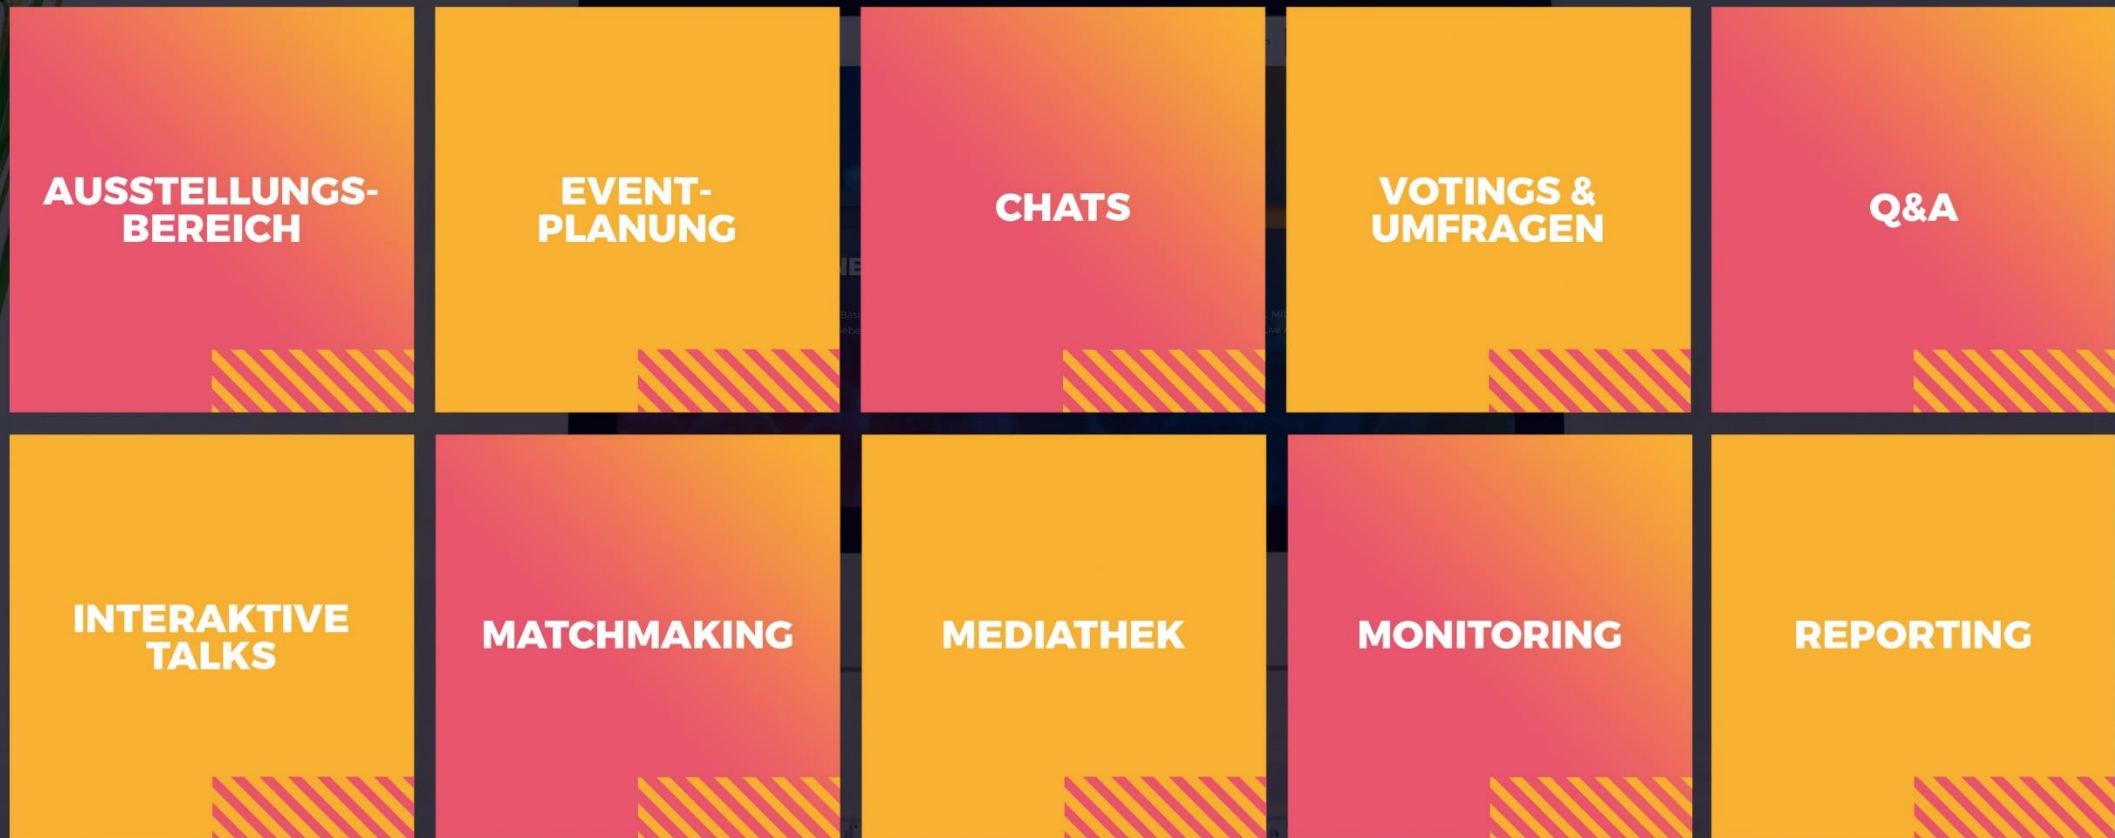 AUSSTELLUNGS-
BEREICH
EVENT-
PLANUNG
CHATS
VOTINGS &
UMFRAGEN
Q&A
INTERAKTIVE
TALKS
MATCHMAKING
MEDIATHEK
MONITORING
REPORTING